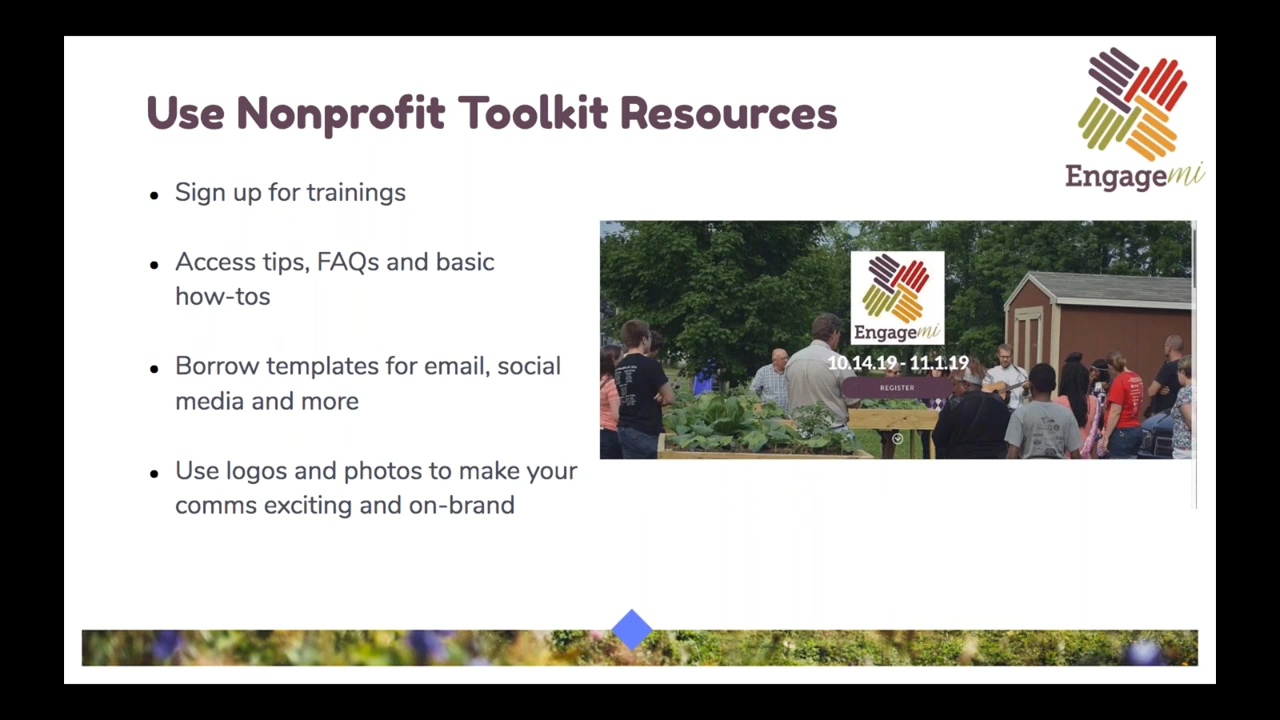 Use Nonprofit Toolkit Resources
Engagemi
• Sign up for trainings
• Access tips, FAQs and basic
how-tos
• Borrow templates for email, social
media and more
• Use logos and photos to make your
comms exciting and on-brand
Engagemi
10.14.19 - 11.1.19
REGISTER